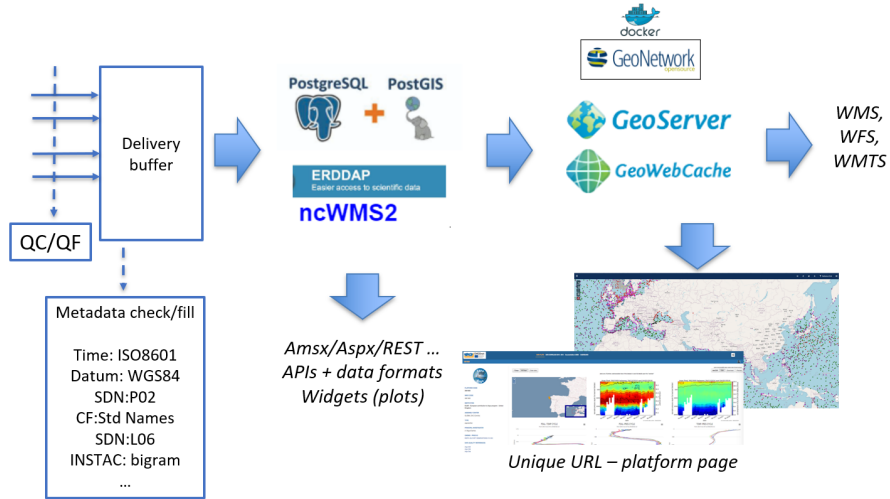 docker
GeoNetwork
opensource
Delivery
buffer
PostgreSQL
PostGIS
+
ERDDAP
Easier access to scientific data
ncWMS2
GeoServer
GeoWebCache
WMS,
WFS,
WMTS
QC/QF
Metadata check/fill
Time: ISO8601
Datum: WGS84
SDN:P02
CF:Std Names
SDN:L06
INSTAC: bigram
...
Amsx/Aspx/REST ...
APIs + data formats
Widgets (plots)
Unique URL – platform page